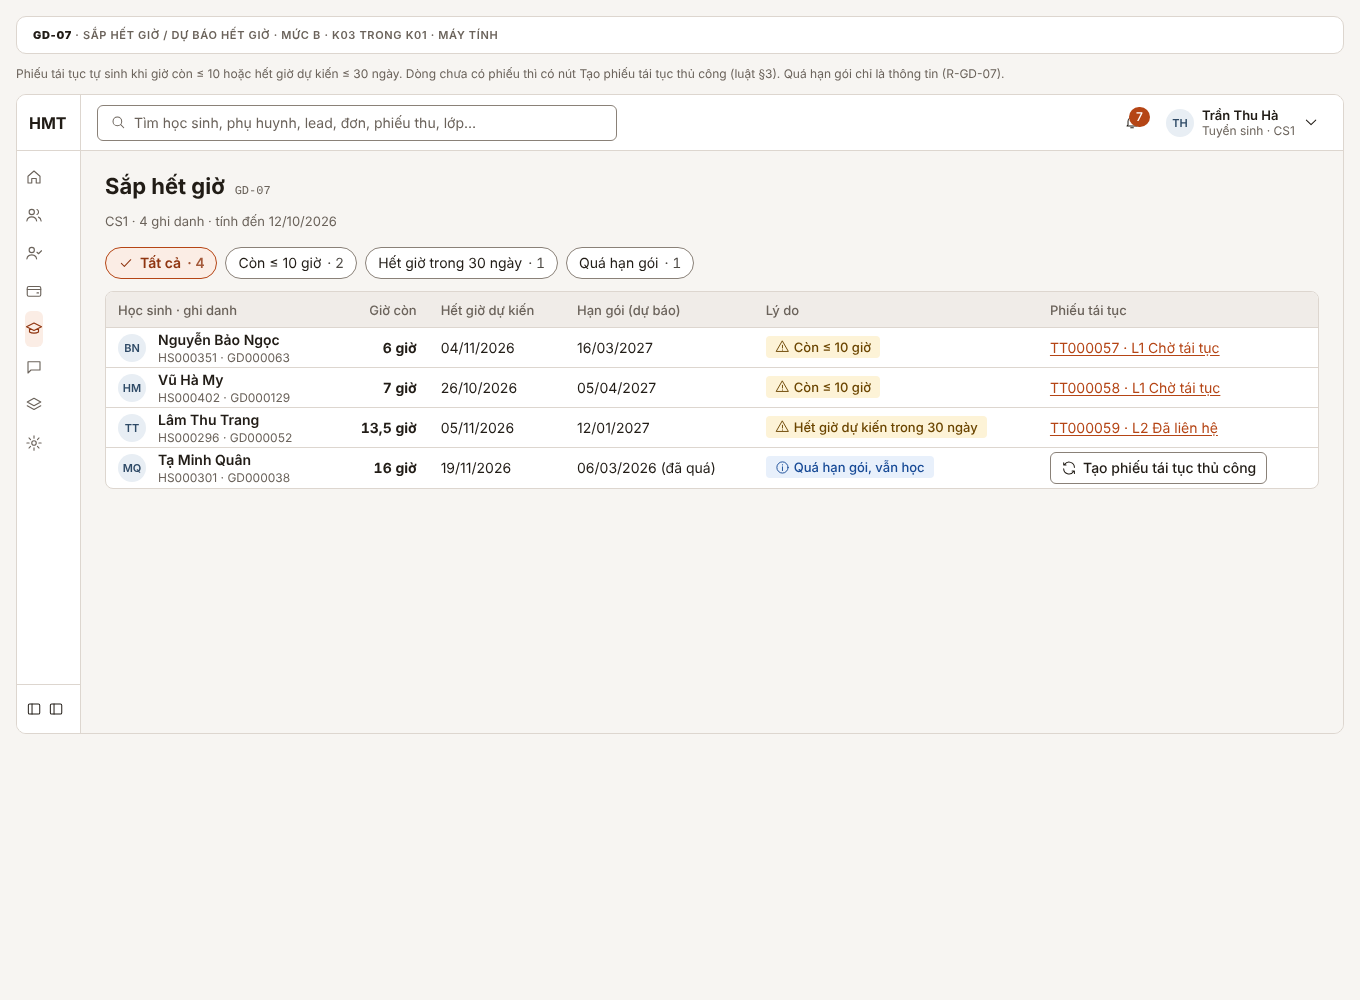 GD-07 · SẮP HẾT GIỜ / DỰ BÁO HẾT GIỜ · MỨC B · K03 TRONG K01 · MÁY TÍNH
Phiếu tái tục tự sinh khi giờ còn ≤ 10 hoặc hết giờ dự kiến ≤ 30 ngày. Dòng chưa có phiếu thì có nút Tạo phiếu tái tục thủ công (luật §3). Quá hạn gói chỉ là thông tin (R-GD-07).
HMT
Tìm học sinh, phụ huynh, lead, đơn, phiếu thu, lớp...
7
TH
Trần Thu Hà
Tuyển sinh · CS1
Sắp hết giờ GD-07
CS1 · 4 ghi danh · tính đến 12/10/2026
Tất cả · 4
Còn ≤ 10 giờ · 2
Hết giờ trong 30 ngày · 1
Quá hạn gói · 1
Học sinh · ghi danh Giờ còn Hết giờ dự kiến Hạn gói (dự báo) Lý do Phiếu tái tục
BN Nguyễn Bảo Ngọc
HS000351 · GD000063
6 giờ 04/11/2026 16/03/2027 Còn ≤ 10 giờ TT000057 · L1 Chờ tái tục
HM Vũ Hà My
HS000402 · GD000129
7 giờ 26/10/2026 05/04/2027 Còn ≤ 10 giờ TT000058 · L1 Chờ tái tục
TT Lâm Thu Trang
HS000296 · GD000052
13,5 giờ 05/11/2026 12/01/2027 Hết giờ dự kiến trong 30 ngày TT000059 · L2 Đã liên hệ
MQ Tạ Minh Quân
HS000301 · GD000038
16 giờ 19/11/2026 06/03/2026 (đã quá) Quá hạn gói, vẫn học Tạo phiếu tái tục thủ công